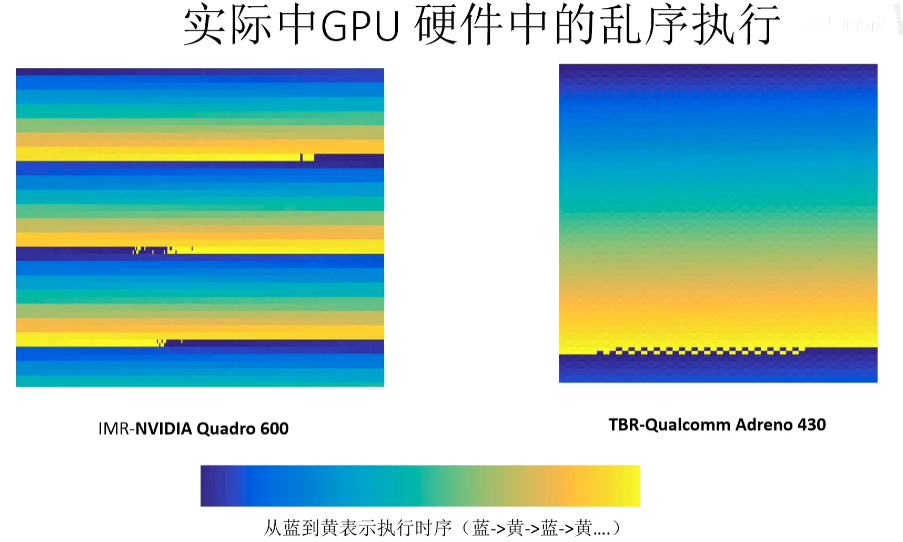 实际中GPU 硬件中的乱序执行
IMR-NVIDIA Quadro 600
TBR-Qualcomm Adreno 430
从蓝到黄表示执行时序（蓝->黄->蓝->黄....）